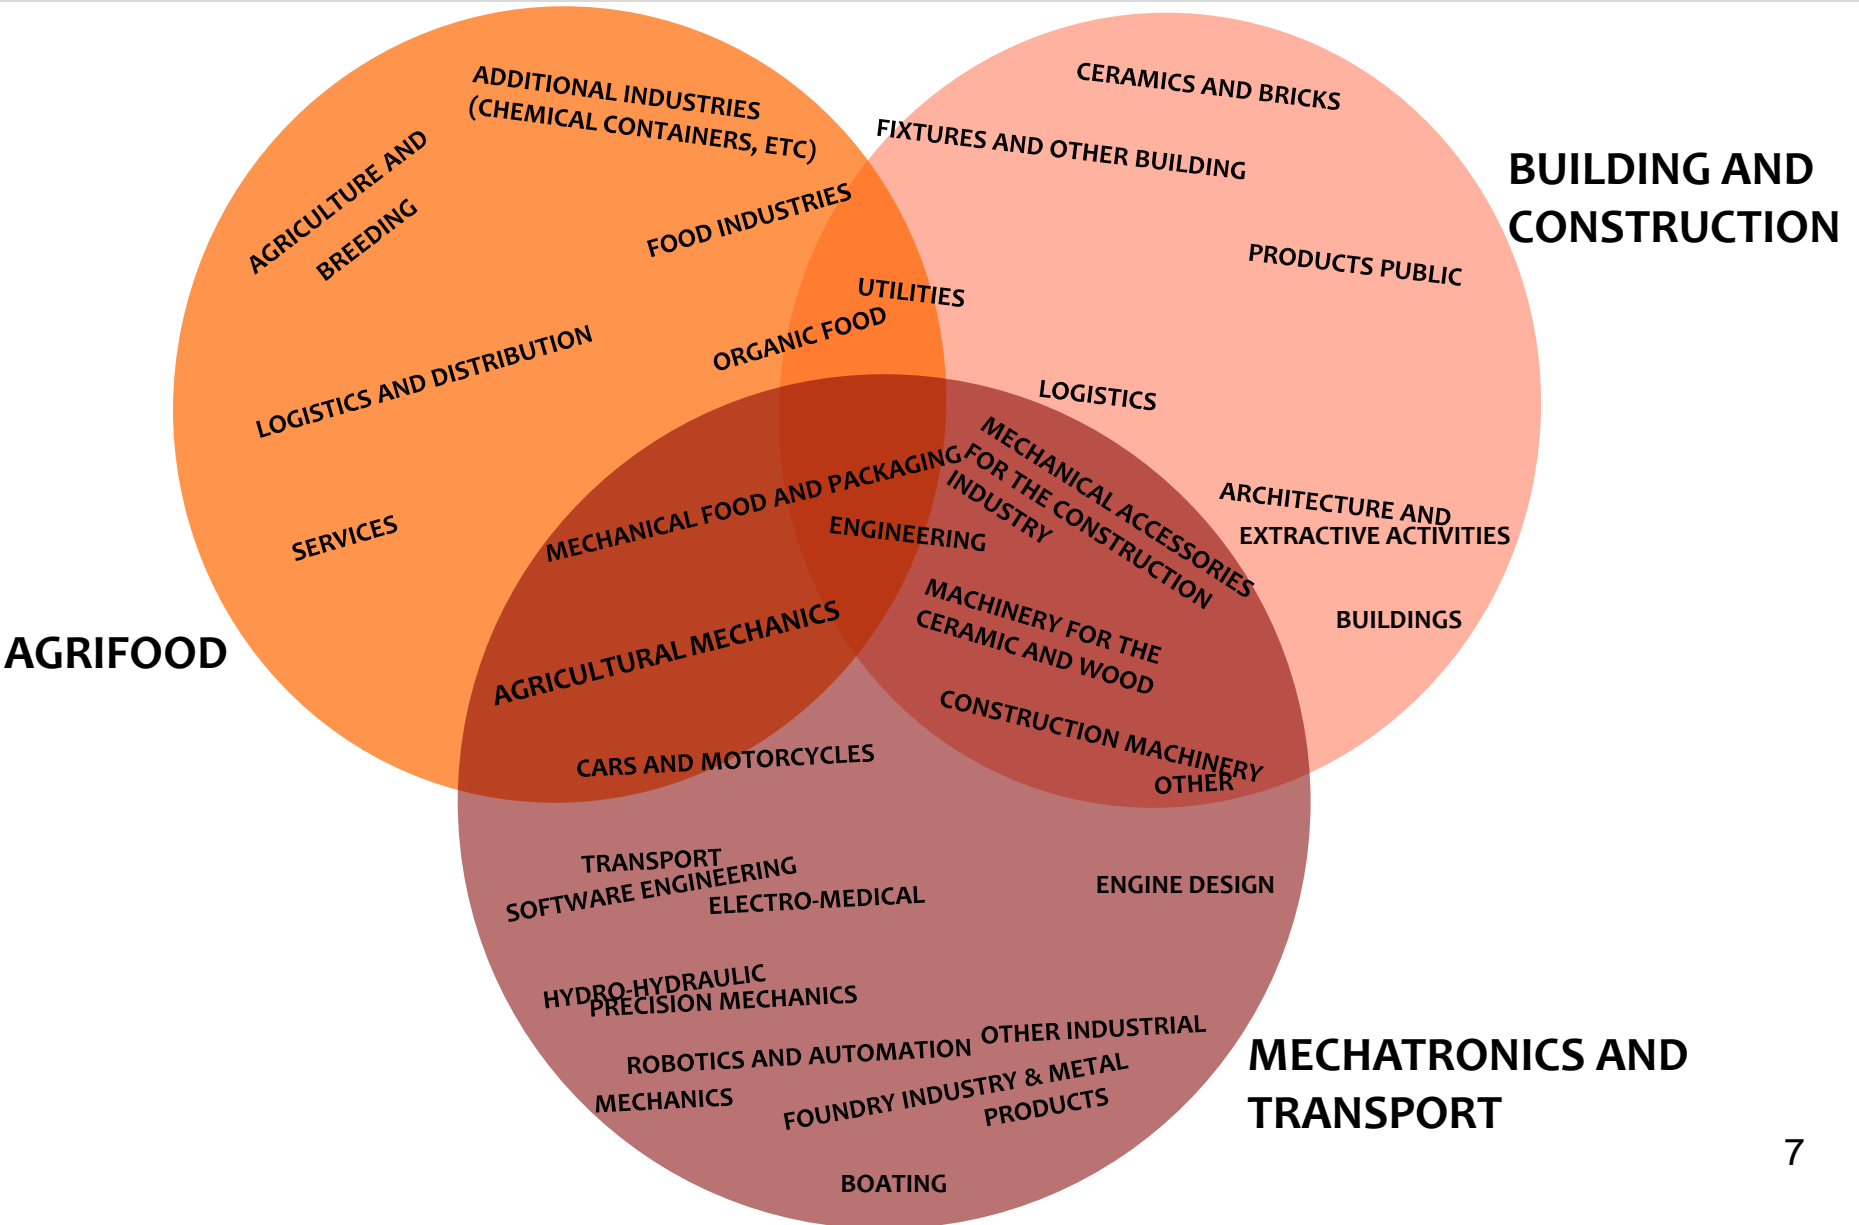 ADDITIONAL INDUSTRIES
(CHEMICAL CONTAINERS, ETC)
AGRICULTURE AND
BREEDING
FOOD INDUSTRIES
LOGISTICS AND DISTRIBUTION
ORGANIC FOOD
SERVICES
AGRIFOOD
CERAMICS AND BRICKS
FIXTURES AND OTHER BUILDING
PRODUCTS PUBLIC
UTILITIES
LOGISTICS
ARCHITECTURE AND
ENGINEERING
EXTRACTIVE ACTIVITIES
BUILDINGS
BUILDING AND
CONSTRUCTION
MECHANICAL FOOD AND PACKAGING
AGRICULTURAL MECHANICS
MECHANICAL ACCESSORIES
FOR THE CONSTRUCTION
INDUSTRY
MACHINERY FOR THE
CERAMIC AND WOOD
CONSTRUCTION MACHINERY
CARS AND MOTORCYCLES
OTHER
TRANSPORT
SOFTWARE ENGINEERING
ELECTRO-MEDICAL
ENGINE DESIGN
HYDRO-HYDRAULIC
PRECISION MECHANICS
ROBOTICS AND AUTOMATION
OTHER INDUSTRIAL
MECHANICS
FOUNDRY INDUSTRY & METAL
PRODUCTS
BOATING
MECHATRONICS AND
TRANSPORT
7